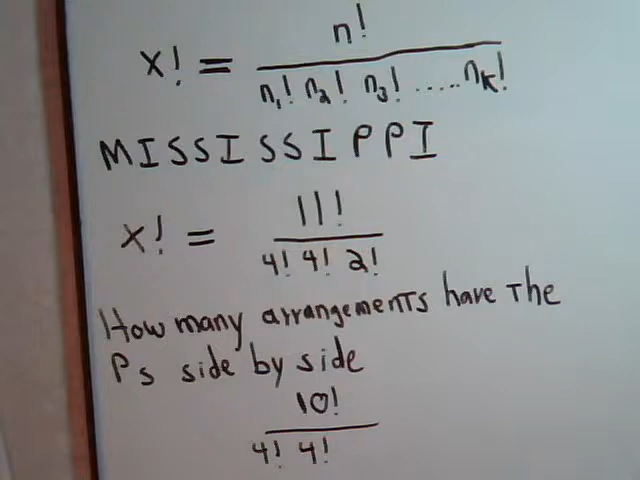 x! = n! / n₁! n₂! n₃! ..... nₖ!
MISSISSIPPI
x! = 11! / 4! 4! 2!
How many arrangements have the
Ps side by side
10! / 4! 4!